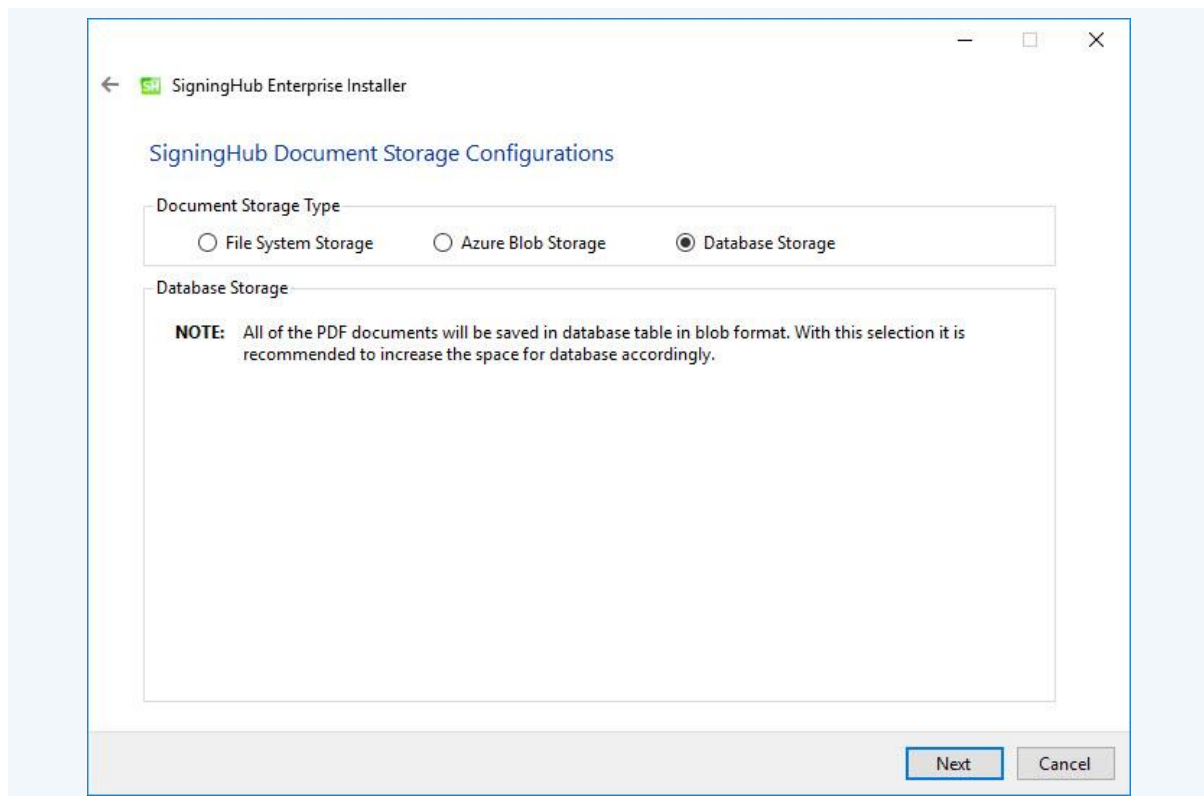 SigningHub Enterprise Installer
SigningHub Document Storage Configurations
Document Storage Type
File System Storage Azure Blob Storage Database Storage
Database Storage
NOTE: All of the PDF documents will be saved in database table in blob format. With this selection it is
recommended to increase the space for database accordingly.
Next Cancel